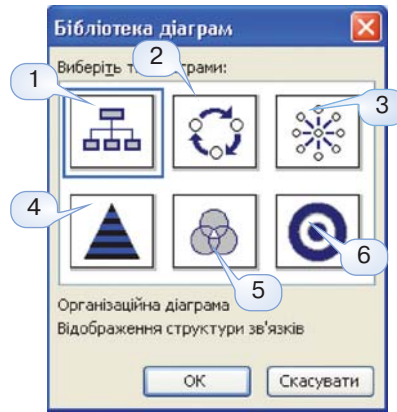 Бібліотека діаграм
Виберіть т грами:
1
2
3
4
5
6
Організаційна діаграма
Відображення структури зв'язків
ОК
Скасувати